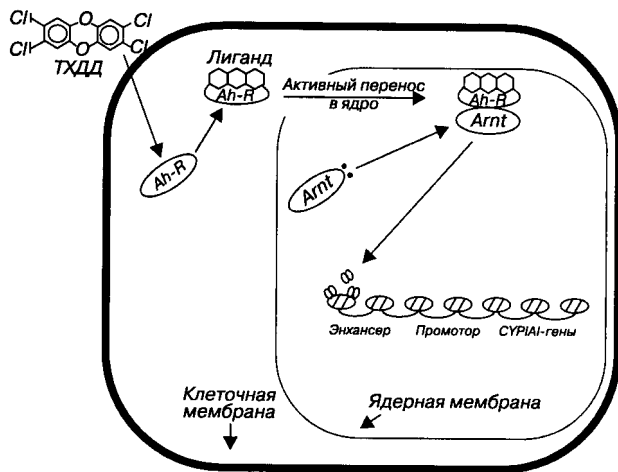 Cl Cl
O
O
Cl Cl
ТХДД
Лиганд
Ah-R
Активный перенос
в ядро
Ah-R
Arnt
Ah-R
Arnt
Энхансер Промотор CYPIAI-гены
Клеточная
мембрана
Ядерная мембрана